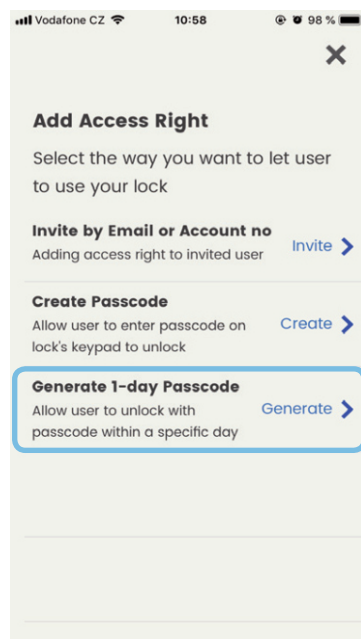 Vodafone CZ 10:58 98 %
Add Access Right
Select the way you want to let user
to use your lock
Invite by Email or Account no
Adding access right to invited user
Invite
Create Passcode
Allow user to enter passcode on
lock's keypad to unlock
Create
Generate 1-day Passcode
Allow user to unlock with
passcode within a specific day
Generate